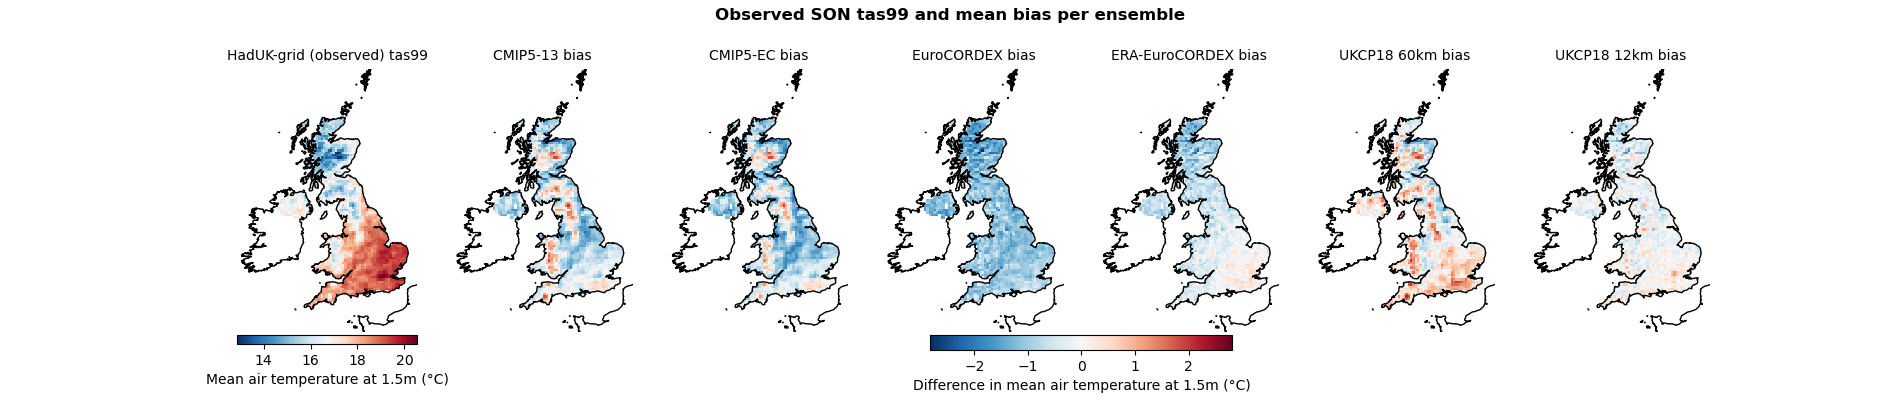 Observed SON tas99 and mean bias per ensemble
HadUK-grid (observed) tas99 CMIP5-13 bias CMIP5-EC bias EuroCORDEX bias ERA-EuroCORDEX bias UKCP18 60km bias UKCP18 12km bias
14 16 18 20
Mean air temperature at 1.5m (°C)
−2 −1 0 1 2
Difference in mean air temperature at 1.5m (°C)